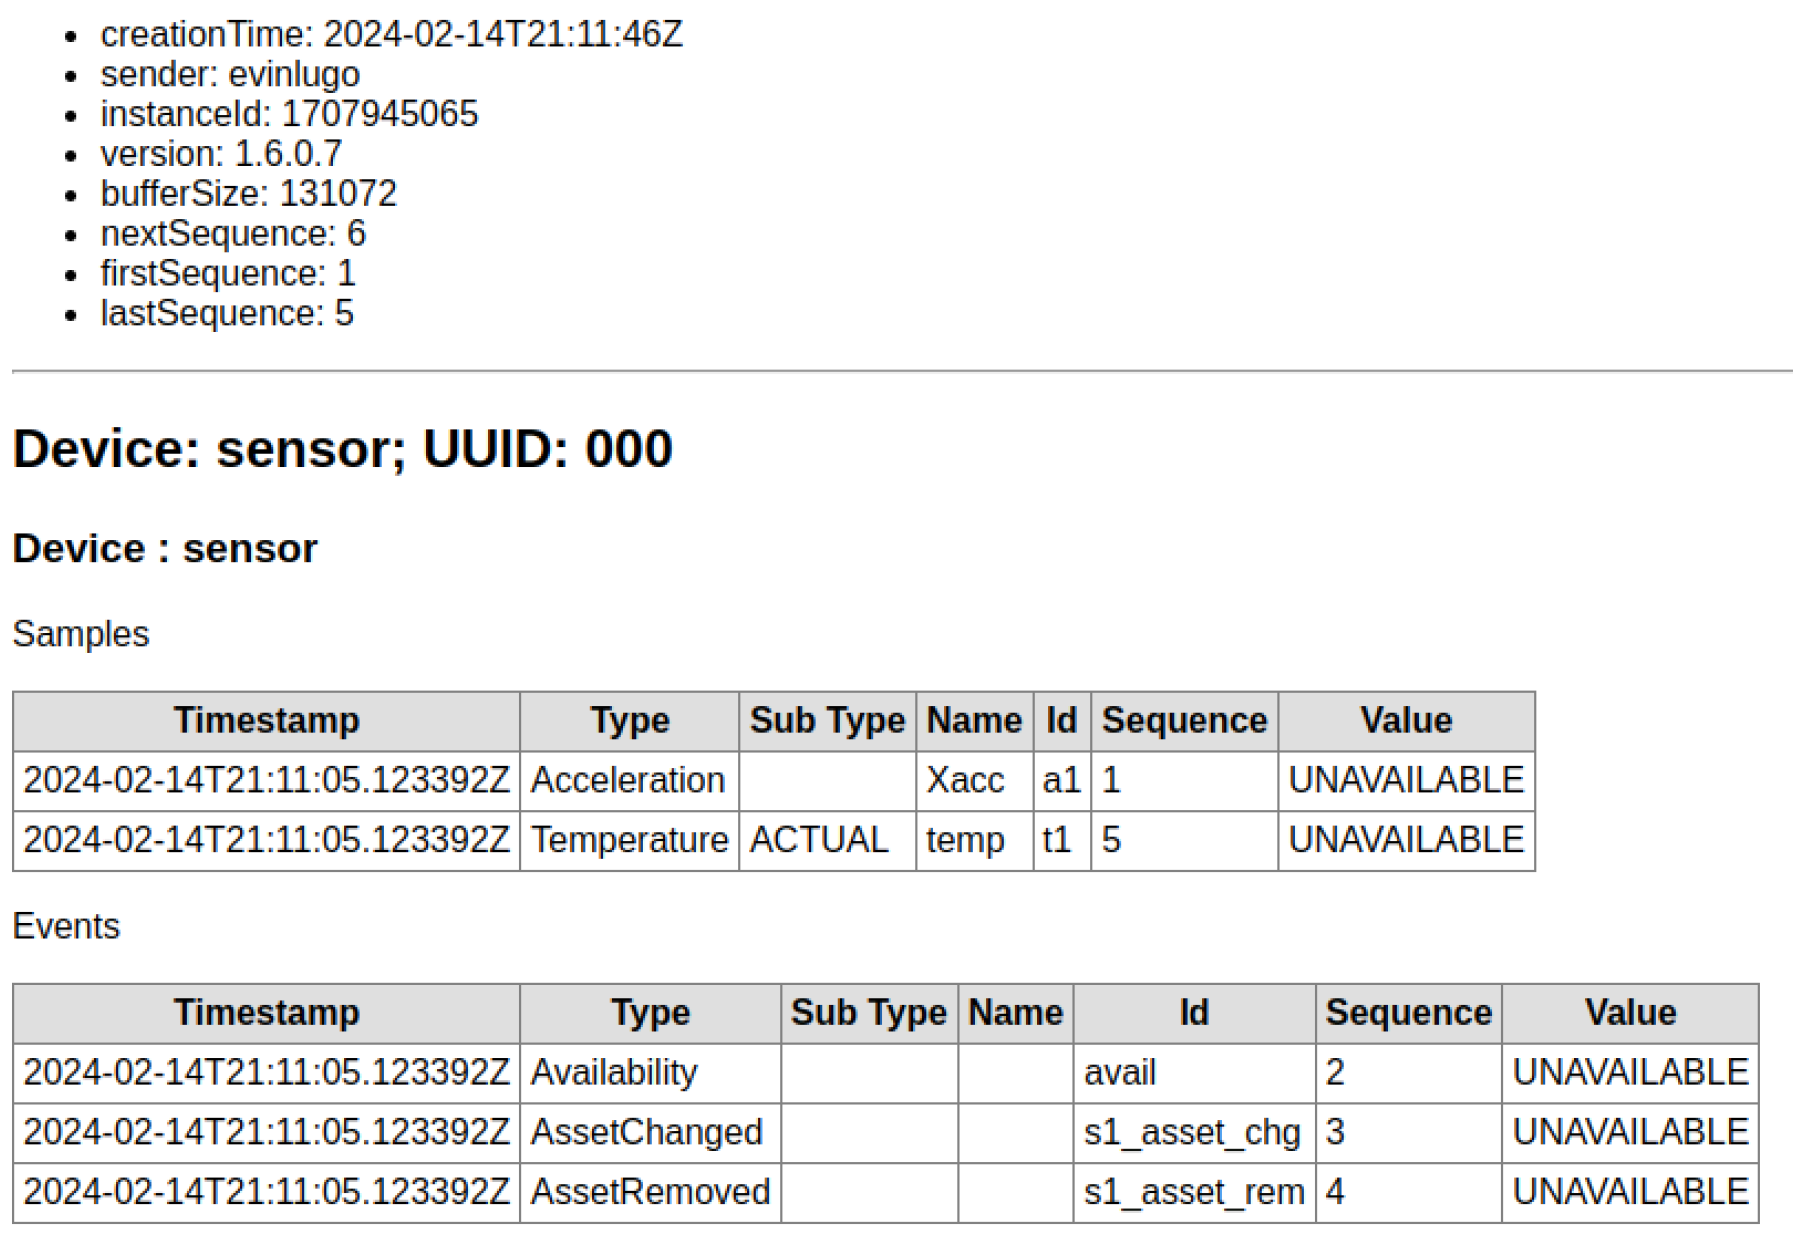 creationTime: 2024-02-14T21:11:46Z
sender: evinlugo
instanceId: 1707945065
version: 1.6.0.7
bufferSize: 131072
nextSequence: 6
firstSequence: 1
lastSequence: 5
Device: sensor; UUID: 000
Device : sensor
Samples
Timestamp Type Sub Type Name Id Sequence Value
2024-02-14T21:11:05.123392Z Acceleration Xacc a1 1 UNAVAILABLE
2024-02-14T21:11:05.123392Z Temperature ACTUAL temp t1 5 UNAVAILABLE
Events
Timestamp Type Sub Type Name Id Sequence Value
2024-02-14T21:11:05.123392Z Availability avail 2 UNAVAILABLE
2024-02-14T21:11:05.123392Z AssetChanged s1_asset_chg 3 UNAVAILABLE
2024-02-14T21:11:05.123392Z AssetRemoved s1_asset_rem 4 UNAVAILABLE